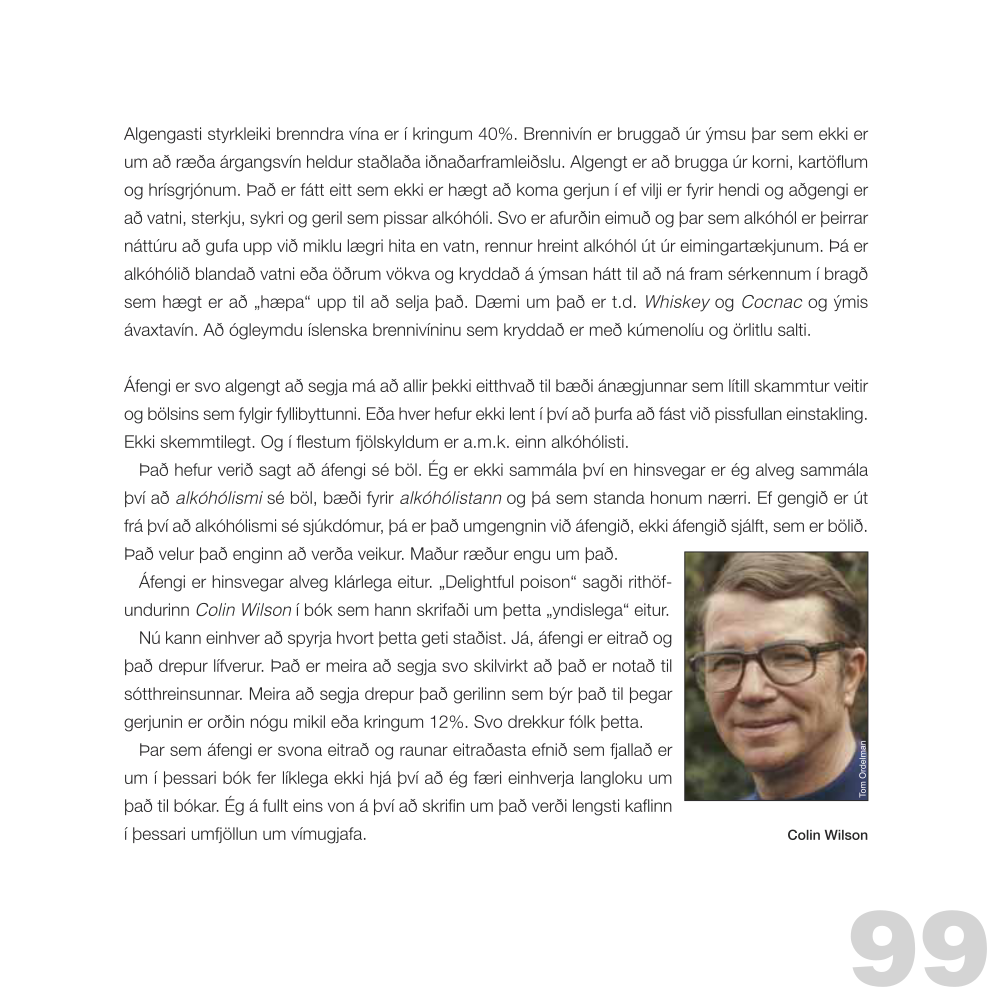 Algengasti styrkleiki brenndra vína er í kringum 40%. Brennivín er bruggað úr ýmsu þar sem ekki er
um að ræða árgangsvín heldur staðlaða iðnaðarframleiðslu. Algengt er að brugga úr korni, kartöflum
og hrísgrjónum. Það er fátt eitt sem ekki er hægt að koma gerjun í ef vilji er fyrir hendi og aðgengi er
að vatni, sterkju, sykri og geril sem pissar alkóhóli. Svo er afurðin eimuð og þar sem alkóhól er þeirrar
náttúru að gufa upp við miklu lægri hita en vatn, rennur hreint alkóhól út úr eimingartækjunum. Þá er
alkóhólið blandað vatni eða öðrum vökva og kryddað á ýmsan hátt til að ná fram sérkennum í bragð
sem hægt er að „hæpa“ upp til að selja það. Dæmi um það er t.d. Whiskey og Cocnac og ýmis
ávaxtavín. Að ógleymdu íslenska brennivíninu sem kryddað er með kúmenolíu og örlitlu salti.
Áfengi er svo algengt að segja má að allir þekki eitthvað til bæði ánægjunnar sem lítill skammtur veitir
og bölsins sem fylgir fyllibyttunni. Eða hver hefur ekki lent í því að þurfa að fást við pissfullan einstakling.
Ekki skemmtilegt. Og í flestum fjölskyldum er a.m.k. einn alkóhólisti.
Það hefur verið sagt að áfengi sé böl. Ég er ekki sammála því en hinsvegar er ég alveg sammála
því að alkóhólismi sé böl, bæði fyrir alkóhólistann og þá sem standa honum nærri. Ef gengið er út
frá því að alkóhólismi sé sjúkdómur, þá er það umgengnin við áfengið, ekki áfengið sjálft, sem er bölið.
Það velur það enginn að verða veikur. Maður ræður engu um það.
Áfengi er hinsvegar alveg klárlega eitur. „Delightful poison“ sagði rithöf-
undurinn Colin Wilson í bók sem hann skrifaði um þetta „yndislega“ eitur.
Nú kann einhver að spyrja hvort þetta geti staðist. Já, áfengi er eitrað og
það drepur lífverur. Það er meira að segja svo skilvirkt að það er notað til
sótthreinsunnar. Meira að segja drepur það gerilinn sem býr það til þegar
gerjunin er orðin nógu mikil eða kringum 12%. Svo drekkur fólk þetta.
Þar sem áfengi er svona eitrað og raunar eitraðasta efnið sem fjallað er
um í þessari bók fer líklega ekki hjá því að ég færi einhverja langloku um
það til bókar. Ég á fullt eins von á því að skrifin um það verði lengsti kaflinn
í þessari umfjöllun um vímugjafa.
Tom Ordelman
Colin Wilson
99